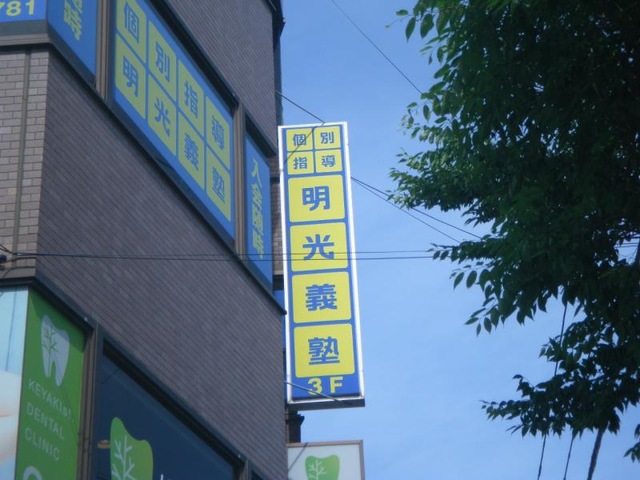 781
個別指導
明光義塾
入会随時
個別
指導
明
光
義
塾
3F
KEYAKIs!
DENTAL
CLINIC